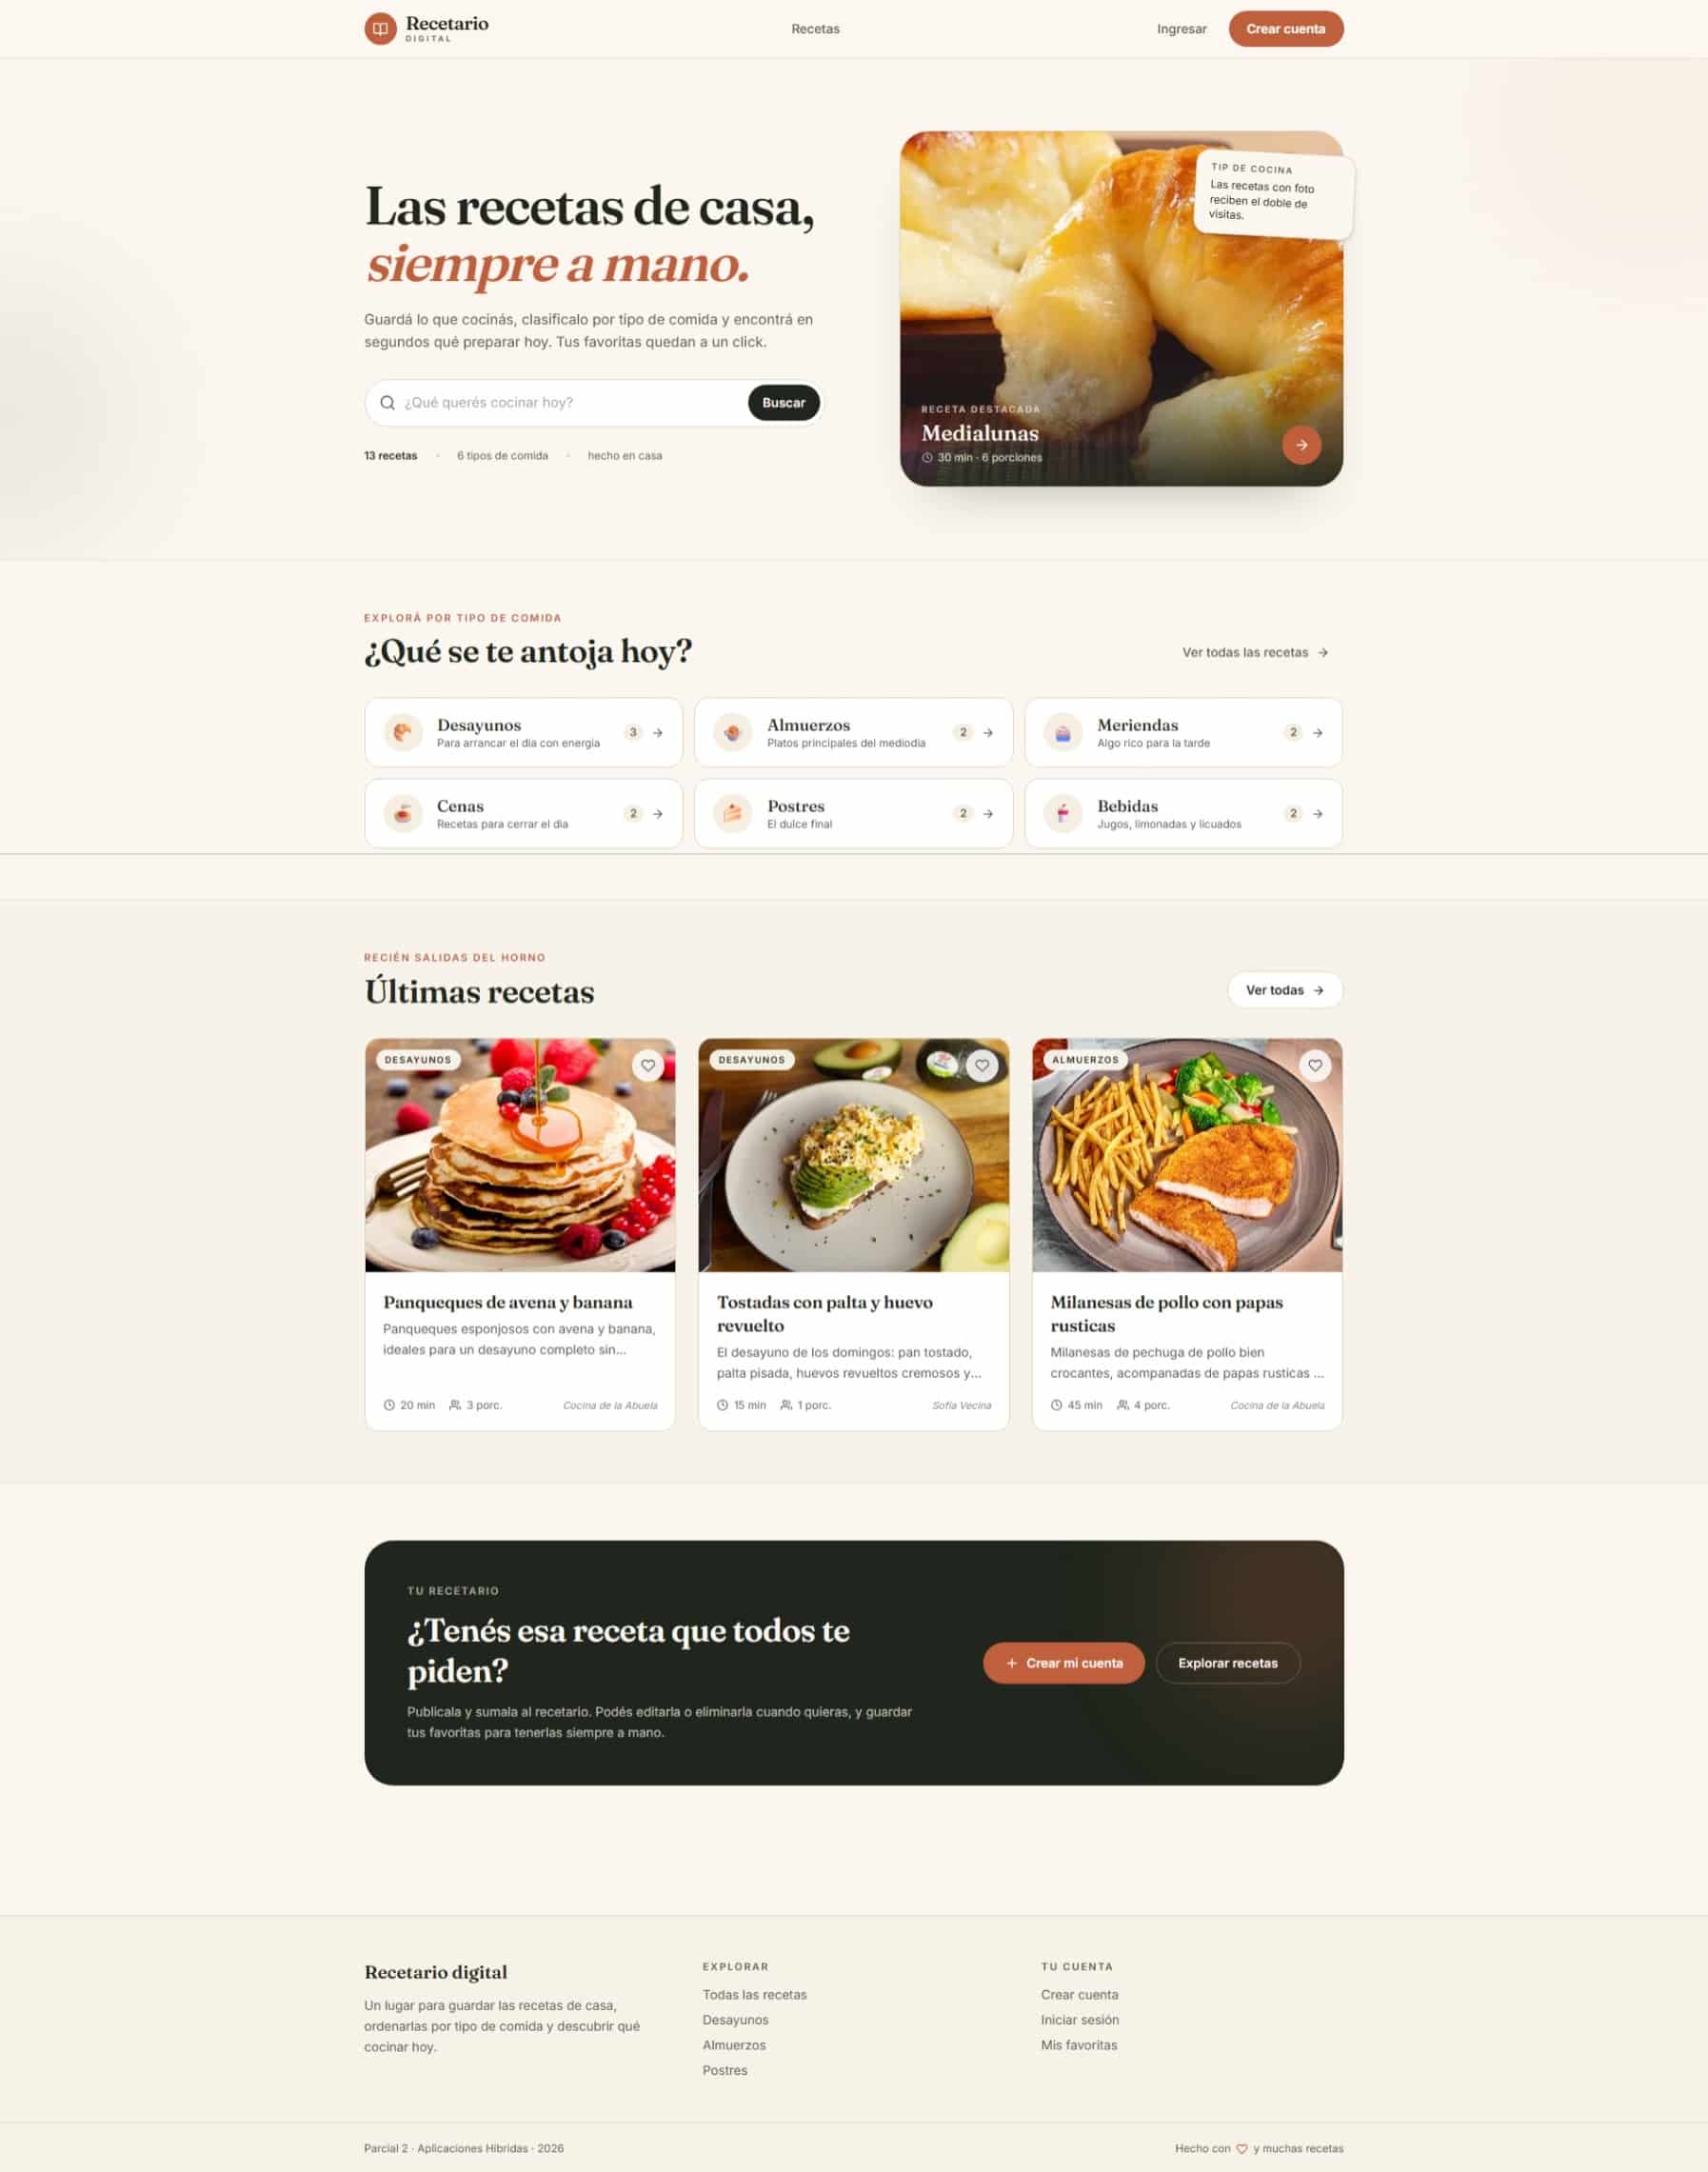 Recetario
DIGITAL
Recetas
Ingresar
Crear cuenta
Las recetas de casa,
siempre a mano.
Guardá lo que cocinás, clasificalo por tipo de comida y encontrá en
segundos qué preparar hoy. Tus favoritas quedan a un click.
¿Qué querés cocinar hoy?
Buscar
13 recetas · 6 tipos de comida · hecho en casa
TIP DE COCINA
Las recetas con foto
reciben el doble de
visitas.
RECETA DESTACADA
Medialunas
30 min · 6 porciones
EXPLORÁ POR TIPO DE COMIDA
¿Qué se te antoja hoy?
Ver todas las recetas →
Desayunos
Para arrancar el día con energía
3 →
Almuerzos
Platos principales del mediodía
2 →
Meriendas
Algo rico para la tarde
2 →
Cenas
Recetas para cerrar el día
2 →
Postres
El dulce final
2 →
Bebidas
Jugos, limonadas y licuados
2 →
RECIÉN SALIDAS DEL HORNO
Últimas recetas
Ver todas →
DESAYUNOS
Panqueques de avena y banana
Panqueques esponjosos con avena y banana,
ideales para un desayuno completo sin...
20 min 3 porc. Cocina de la Abuela
DESAYUNOS
Tostadas con palta y huevo
revuelto
El desayuno de los domingos: pan tostado,
palta pisada, huevos revueltos cremosos y...
15 min 1 porc. Sofía Vecina
ALMUERZOS
Milanesas de pollo con papas
rusticas
Milanesas de pechuga de pollo bien
crocantes, acompanadas de papas rusticas ...
45 min 4 porc. Cocina de la Abuela
TU RECETARIO
¿Tenés esa receta que todos te
piden?
Publicala y sumala al recetario. Podés editarla o eliminarla cuando quieras, y guardar
tus favoritas para tenerlas siempre a mano.
+ Crear mi cuenta
Explorar recetas
Recetario digital
Un lugar para guardar las recetas de casa,
ordenarlas por tipo de comida y descubrir qué
cocinar hoy.
EXPLORAR
Todas las recetas
Desayunos
Almuerzos
Postres
TU CUENTA
Crear cuenta
Iniciar sesión
Mis favoritas
Parcial 2 · Aplicaciones Híbridas · 2026
Hecho con ♡ y muchas recetas